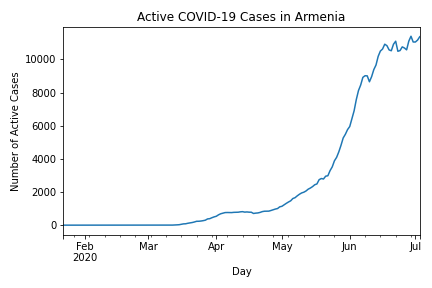 Active COVID-19 Cases in Armenia
Number of Active Cases
10000
8000
6000
4000
2000
0
Feb
2020
Mar
Apr
May
Jun
Jul
Day